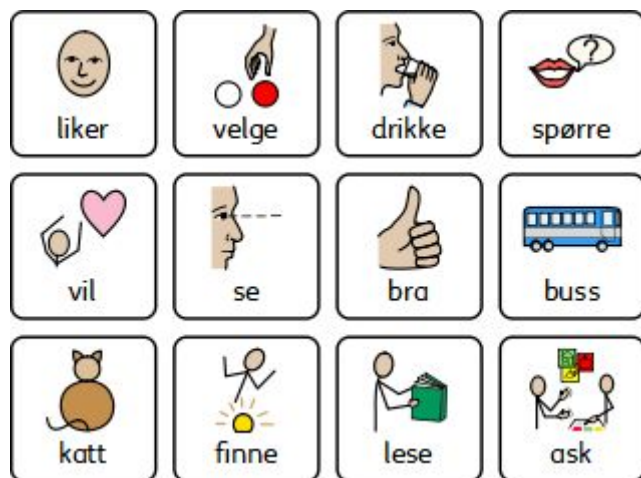 liker velge drikke spørre
?
vil se bra buss
katt finne lese ask